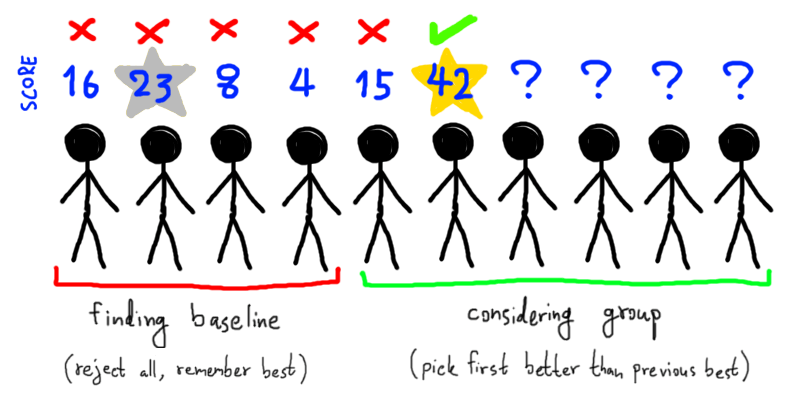 SCORE
16 23 8 4 15 42 ? ? ? ?
finding baseline
(reject all, remember best)
considering group
(pick first better than previous best)